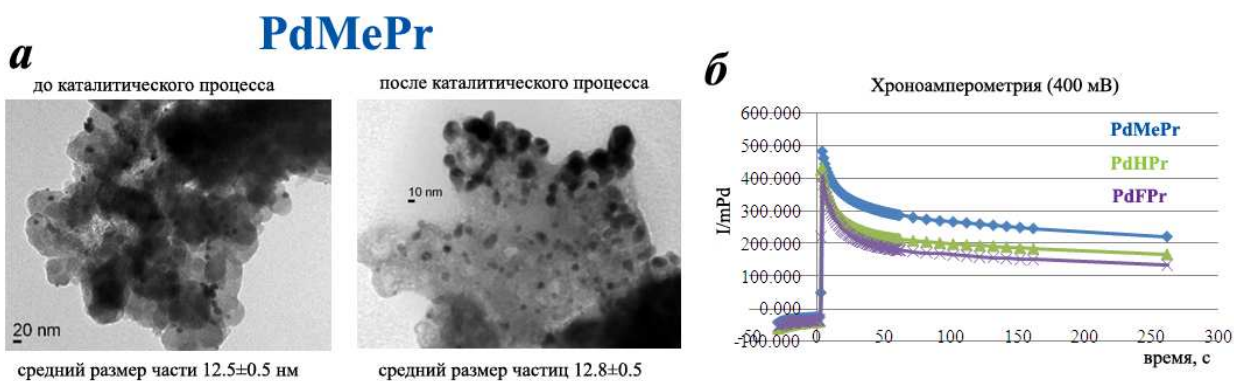 PdMePr
а
до каталитического процесса
после каталитического процесса
20 nm
10 nm
средний размер части 12.5±0.5 нм
средний размер частиц 12.8±0.5
б
Хроноамперометрия (400 мВ)
600.000
500.000
400.000
300.000
200.000
100.000
-0.000
-100.000
I/mPd
PdMePr
PdHPr
PdFPr
-50 0 50 100 150 200 250 300
время, с